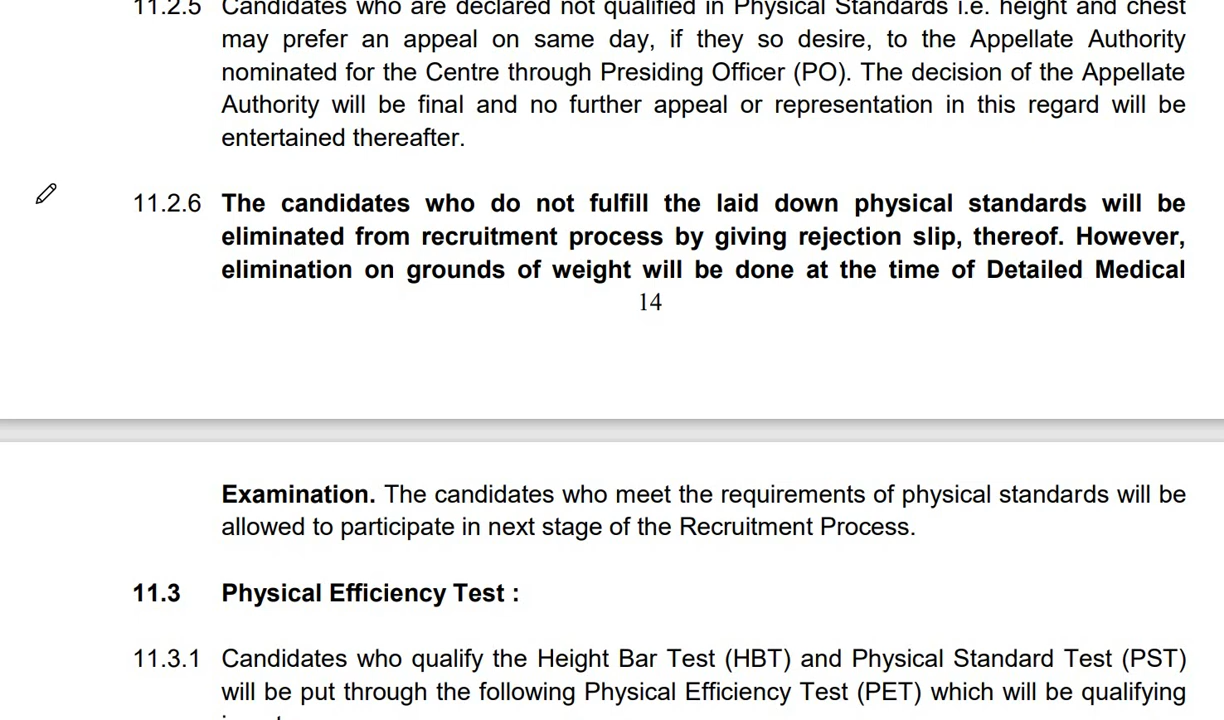 11.2.5 Candidates who are declared not qualified in Physical Standards i.e. height and chest
may prefer an appeal on same day, if they so desire, to the Appellate Authority
nominated for the Centre through Presiding Officer (PO). The decision of the Appellate
Authority will be final and no further appeal or representation in this regard will be
entertained thereafter.
11.2.6 The candidates who do not fulfill the laid down physical standards will be
eliminated from recruitment process by giving rejection slip, thereof. However,
elimination on grounds of weight will be done at the time of Detailed Medical
14
Examination. The candidates who meet the requirements of physical standards will be
allowed to participate in next stage of the Recruitment Process.
11.3 Physical Efficiency Test :
11.3.1 Candidates who qualify the Height Bar Test (HBT) and Physical Standard Test (PST)
will be put through the following Physical Efficiency Test (PET) which will be qualifying